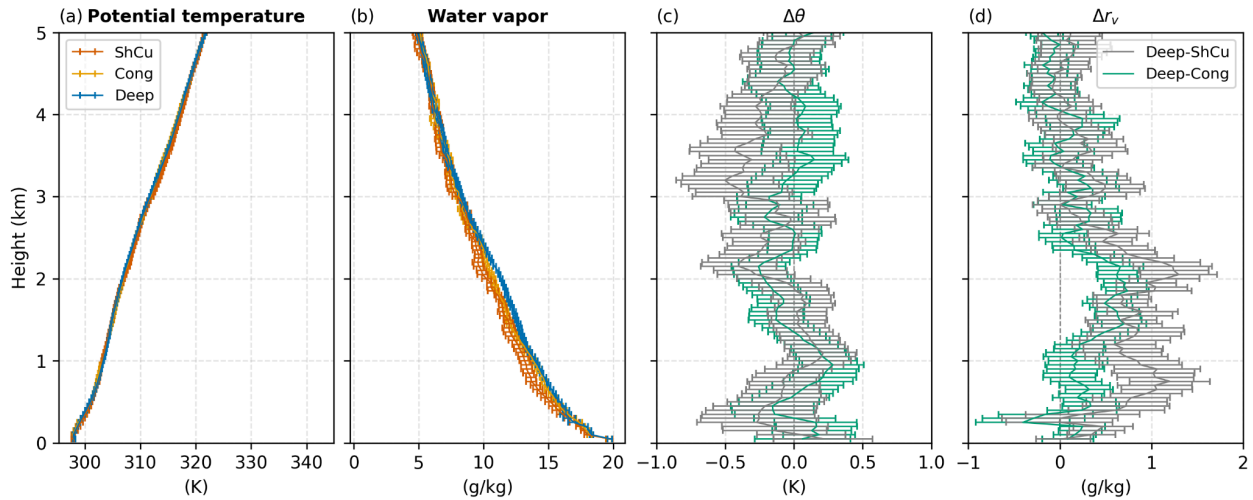 (a) Potential temperature
(b) Water vapor
(c) Δθ
(d) Δrᵥ
5
4
3
2
1
0
Height (km)
ShCu
Cong
Deep
Deep-ShCu
Deep-Cong
300 310 320 330 340
0 5 10 15 20
−1.0 −0.5 0.0 0.5 1.0
−1 0 1 2
(K)
(g/kg)
(K)
(g/kg)